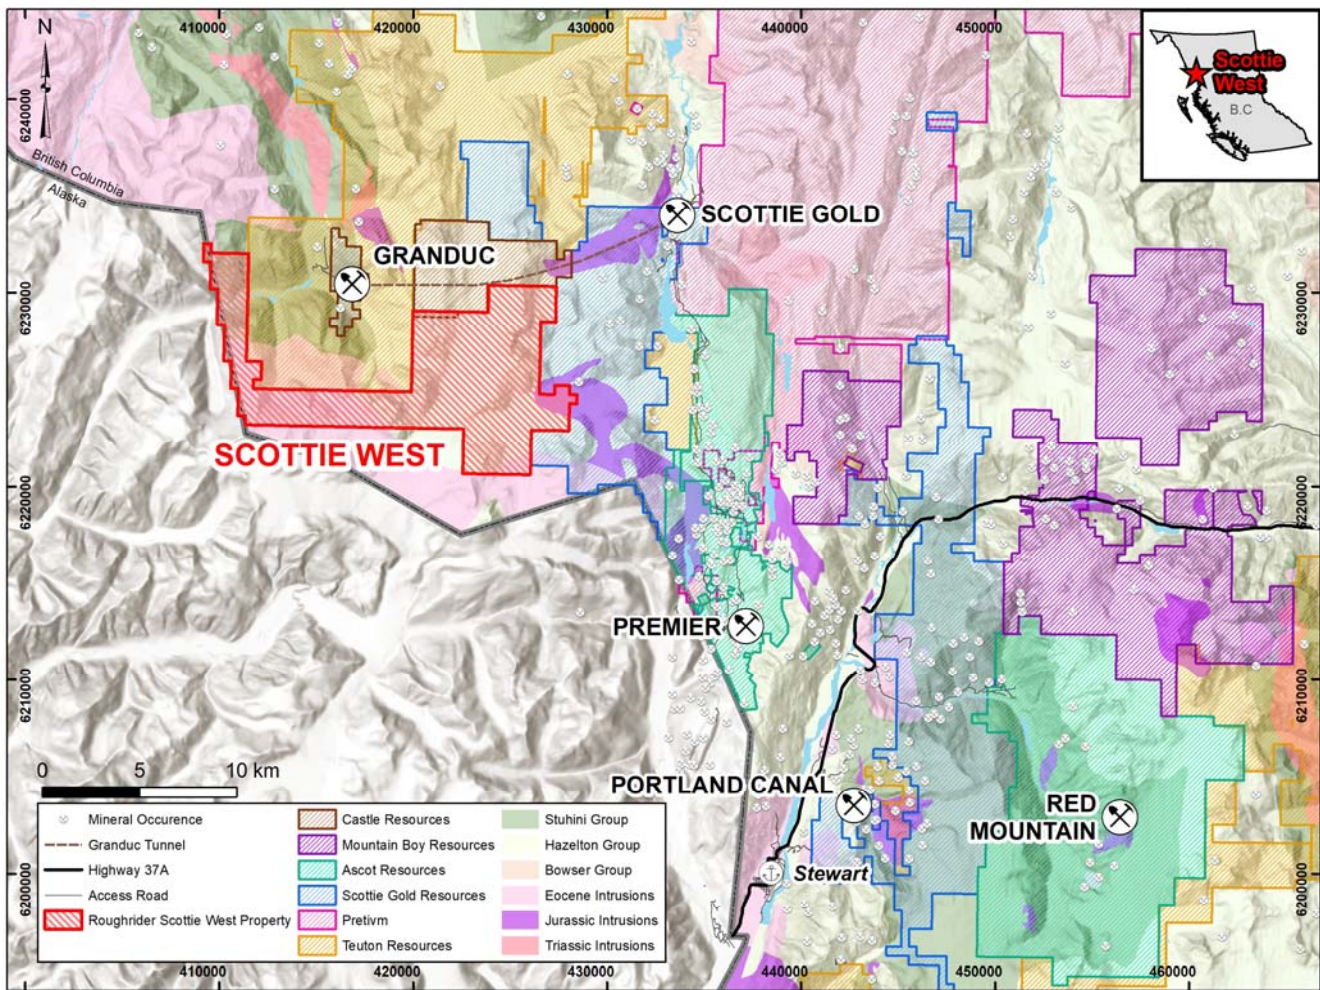 410000
420000
430000
440000
450000
N
Scottie
West
B.C
6240000
British Columbia
Alaska
SCOTTIE GOLD
GRANDUC
6230000
6230000
SCOTTIE WEST
6220000
6220000
PREMIER
6210000
6210000
0 5 10 km
PORTLAND CANAL
RED
MOUNTAIN
Stewart
6200000
6200000
Mineral Occurence
Granduc Tunnel
Highway 37A
Access Road
Roughrider Scottie West Property
Castle Resources
Mountain Boy Resources
Ascot Resources
Scottie Gold Resources
Pretivm
Teuton Resources
Stuhini Group
Hazelton Group
Bowser Group
Eocene Intrusions
Jurassic Intrusions
Triassic Intrusions
410000
420000
430000
440000
450000
460000